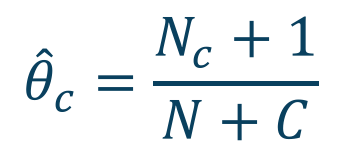 θ̂_c = (N_c + 1) / (N + C)